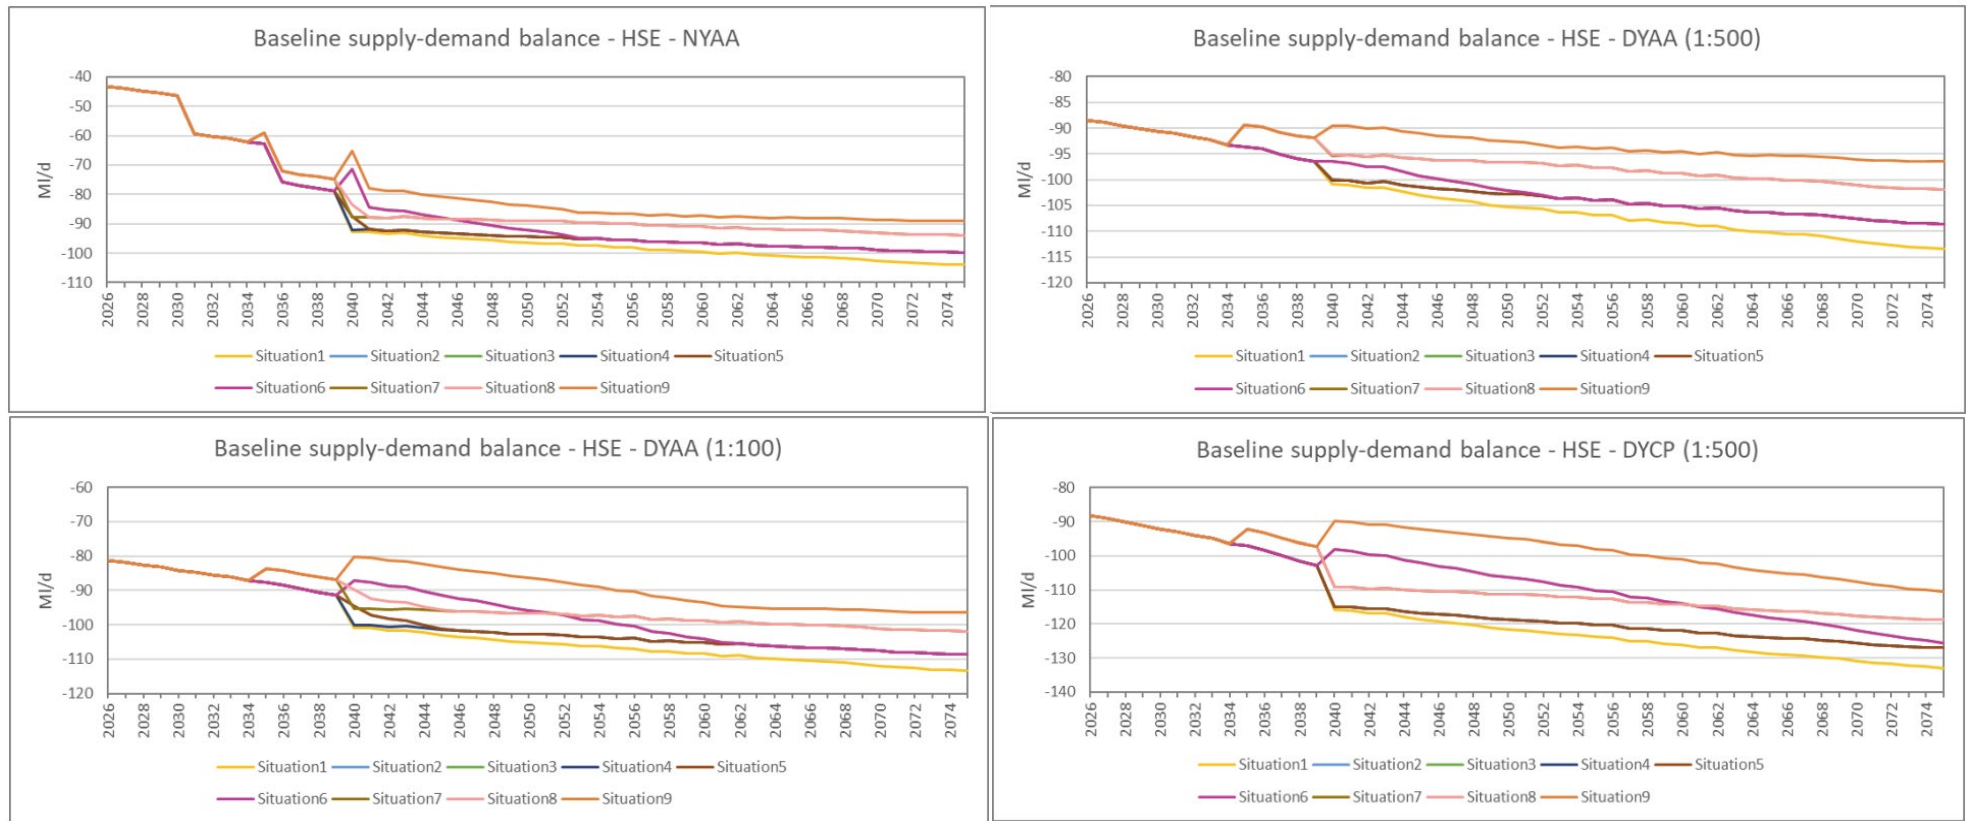 Baseline supply-demand balance - HSE - NYAA
Ml/d
-40
-50
-60
-70
-80
-90
-100
-110
2026 2028 2030 2032 2034 2036 2038 2040 2042 2044 2046 2048 2050 2052 2054 2056 2058 2060 2062 2064 2066 2068 2070 2072 2074
Situation1 Situation2 Situation3 Situation4 Situation5
Situation6 Situation7 Situation8 Situation9
Baseline supply-demand balance - HSE - DYAA (1:500)
Ml/d
-80
-85
-90
-95
-100
-105
-110
-115
-120
2026 2028 2030 2032 2034 2036 2038 2040 2042 2044 2046 2048 2050 2052 2054 2056 2058 2060 2062 2064 2066 2068 2070 2072 2074
Situation1 Situation2 Situation3 Situation4 Situation5
Situation6 Situation7 Situation8 Situation9
Baseline supply-demand balance - HSE - DYAA (1:100)
Ml/d
-60
-70
-80
-90
-100
-110
-120
2026 2028 2030 2032 2034 2036 2038 2040 2042 2044 2046 2048 2050 2052 2054 2056 2058 2060 2062 2064 2066 2068 2070 2072 2074
Situation1 Situation2 Situation3 Situation4 Situation5
Situation6 Situation7 Situation8 Situation9
Baseline supply-demand balance - HSE - DYCP (1:500)
Ml/d
-80
-90
-100
-110
-120
-130
-140
2026 2028 2030 2032 2034 2036 2038 2040 2042 2044 2046 2048 2050 2052 2054 2056 2058 2060 2062 2064 2066 2068 2070 2072 2074
Situation1 Situation2 Situation3 Situation4 Situation5
Situation6 Situation7 Situation8 Situation9